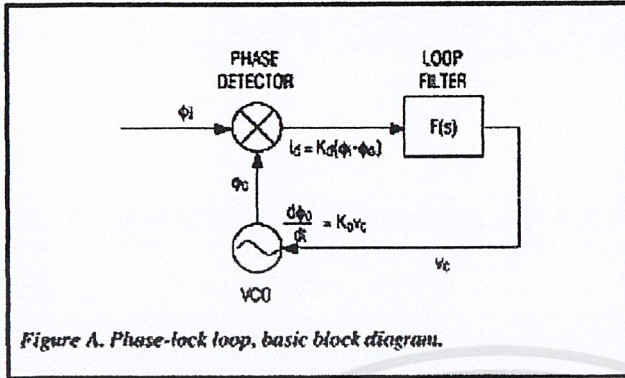 PHASE
DETECTOR
LOOP
FILTER
ϕi
F(s)
id = Kd(ϕi-ϕo)
ϕo
dϕo
dt
= Kovc
vc
VCO
Figure A. Phase-lock loop, basic block diagram.